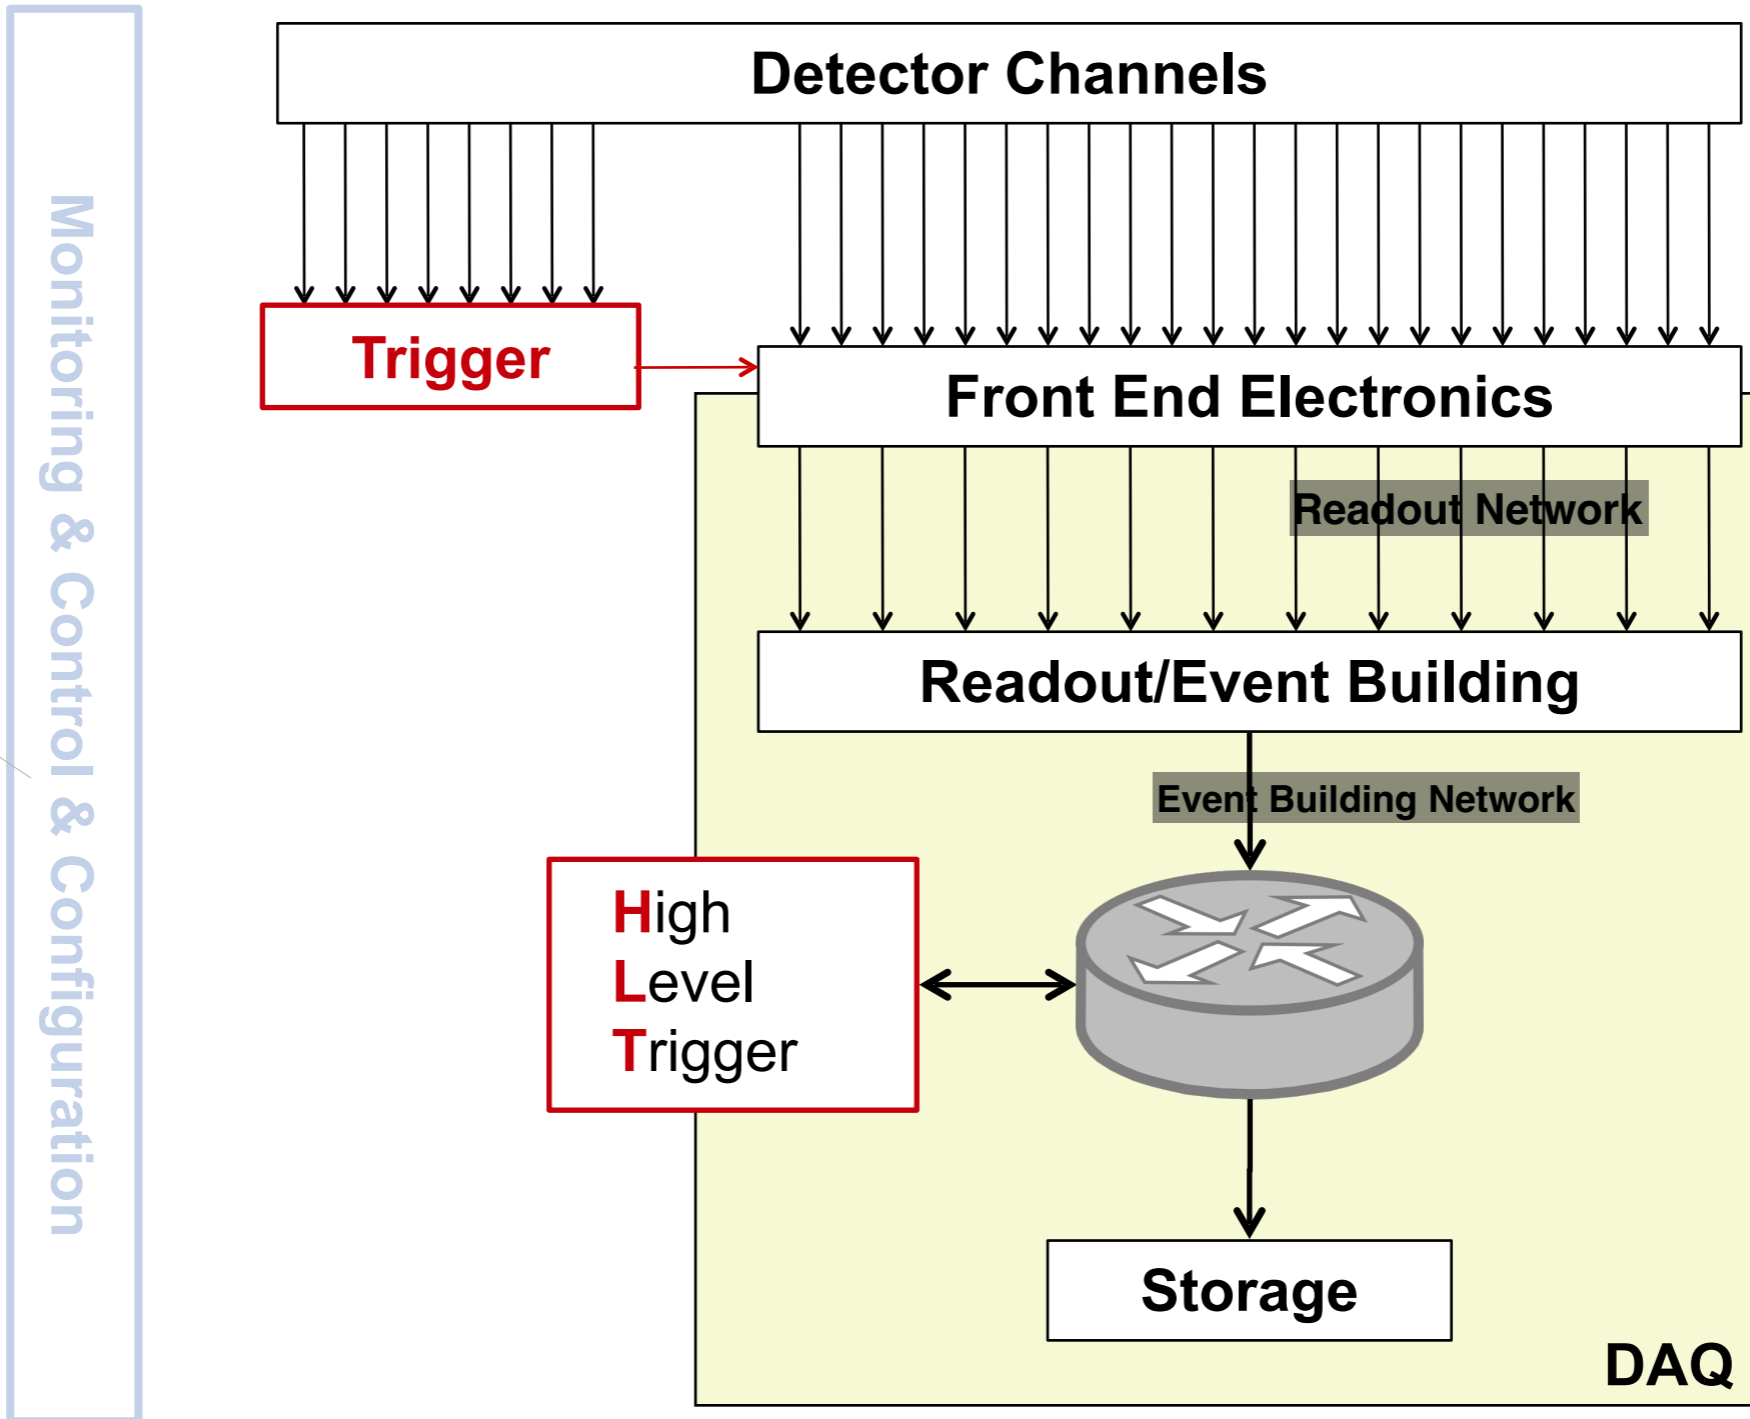 Monitoring & Control & Configuration
Detector Channels
Trigger
Front End Electronics
Readout Network
Readout/Event Building
Event Building Network
High
Level
Trigger
Storage
DAQ